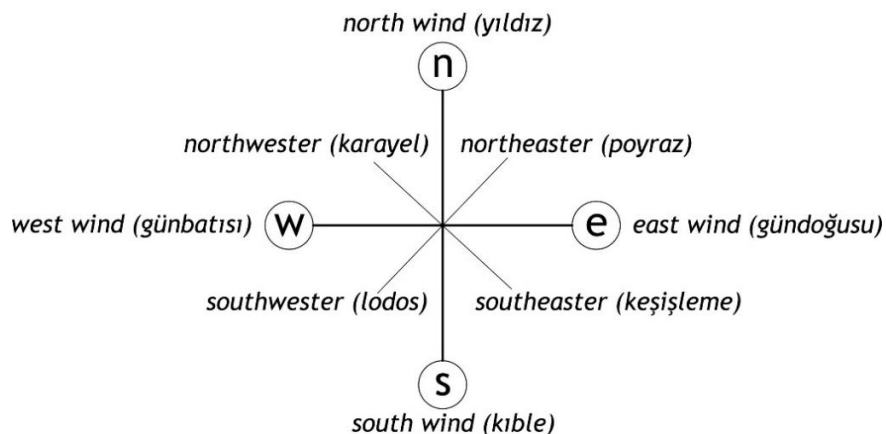 north wind (yıldız)
n
northwester (karayel)
northeaster (poyraz)
west wind (günbatısı)
w
e
east wind (gündoğusu)
southwester (lodos)
southeaster (keşişleme)
s
south wind (kıble)